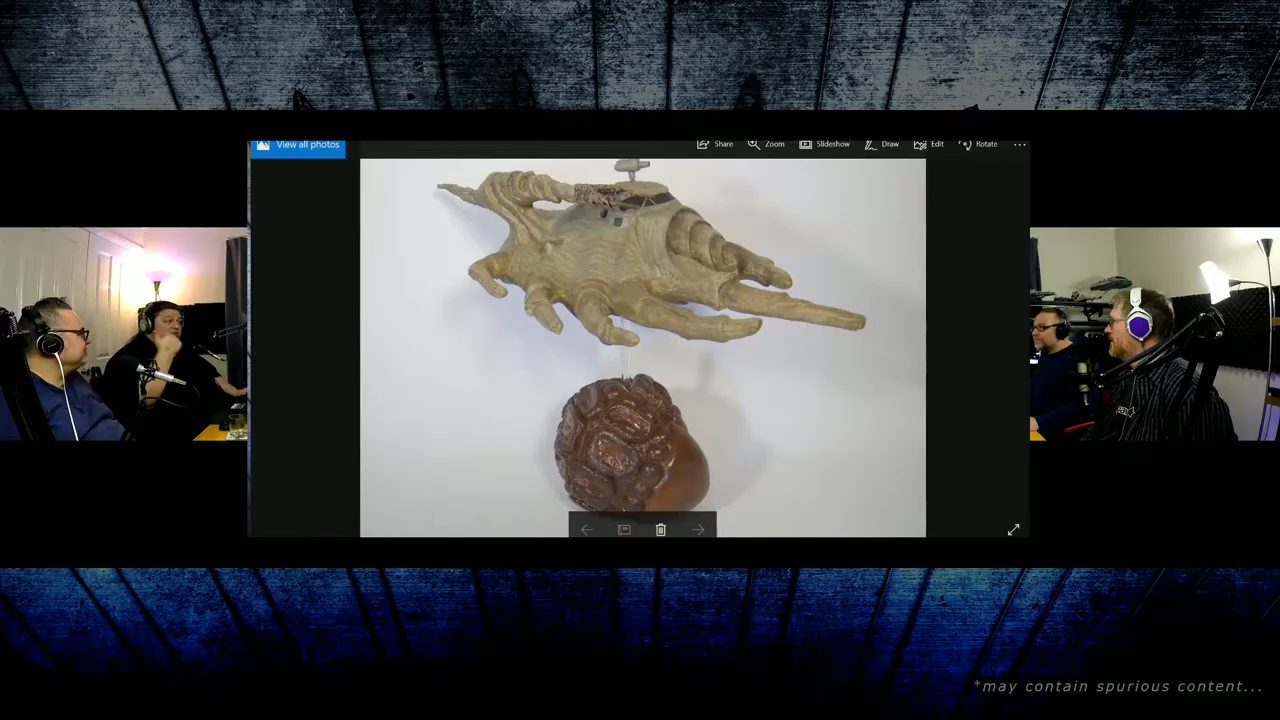 View all photos
Share
Zoom
Slideshow
Draw
Edit
Rotate
*may contain spurious content...